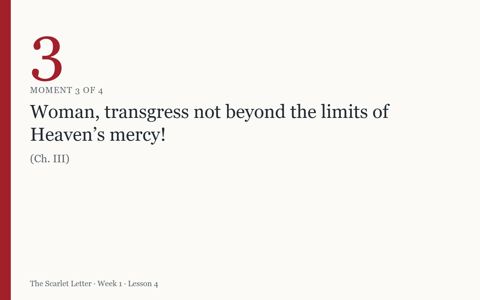 3
MOMENT 3 OF 4
Woman, transgress not beyond the limits of
Heaven’s mercy!
(Ch. III)
The Scarlet Letter · Week 1 · Lesson 4